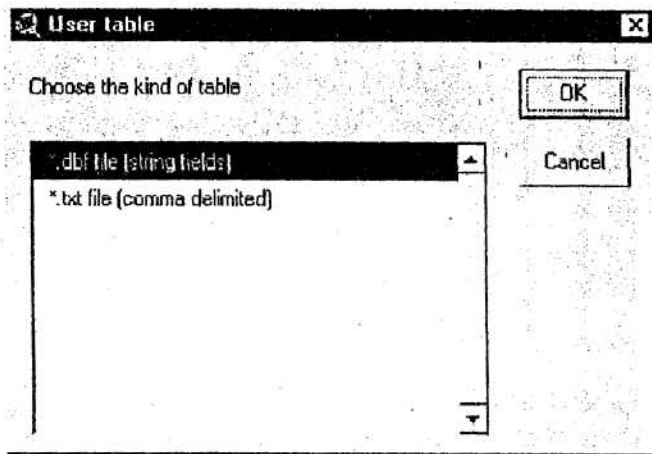 User table
Choose the kind of table
OK
*.dbf file (string fields)
Cancel
*.txt file (comma delimited)